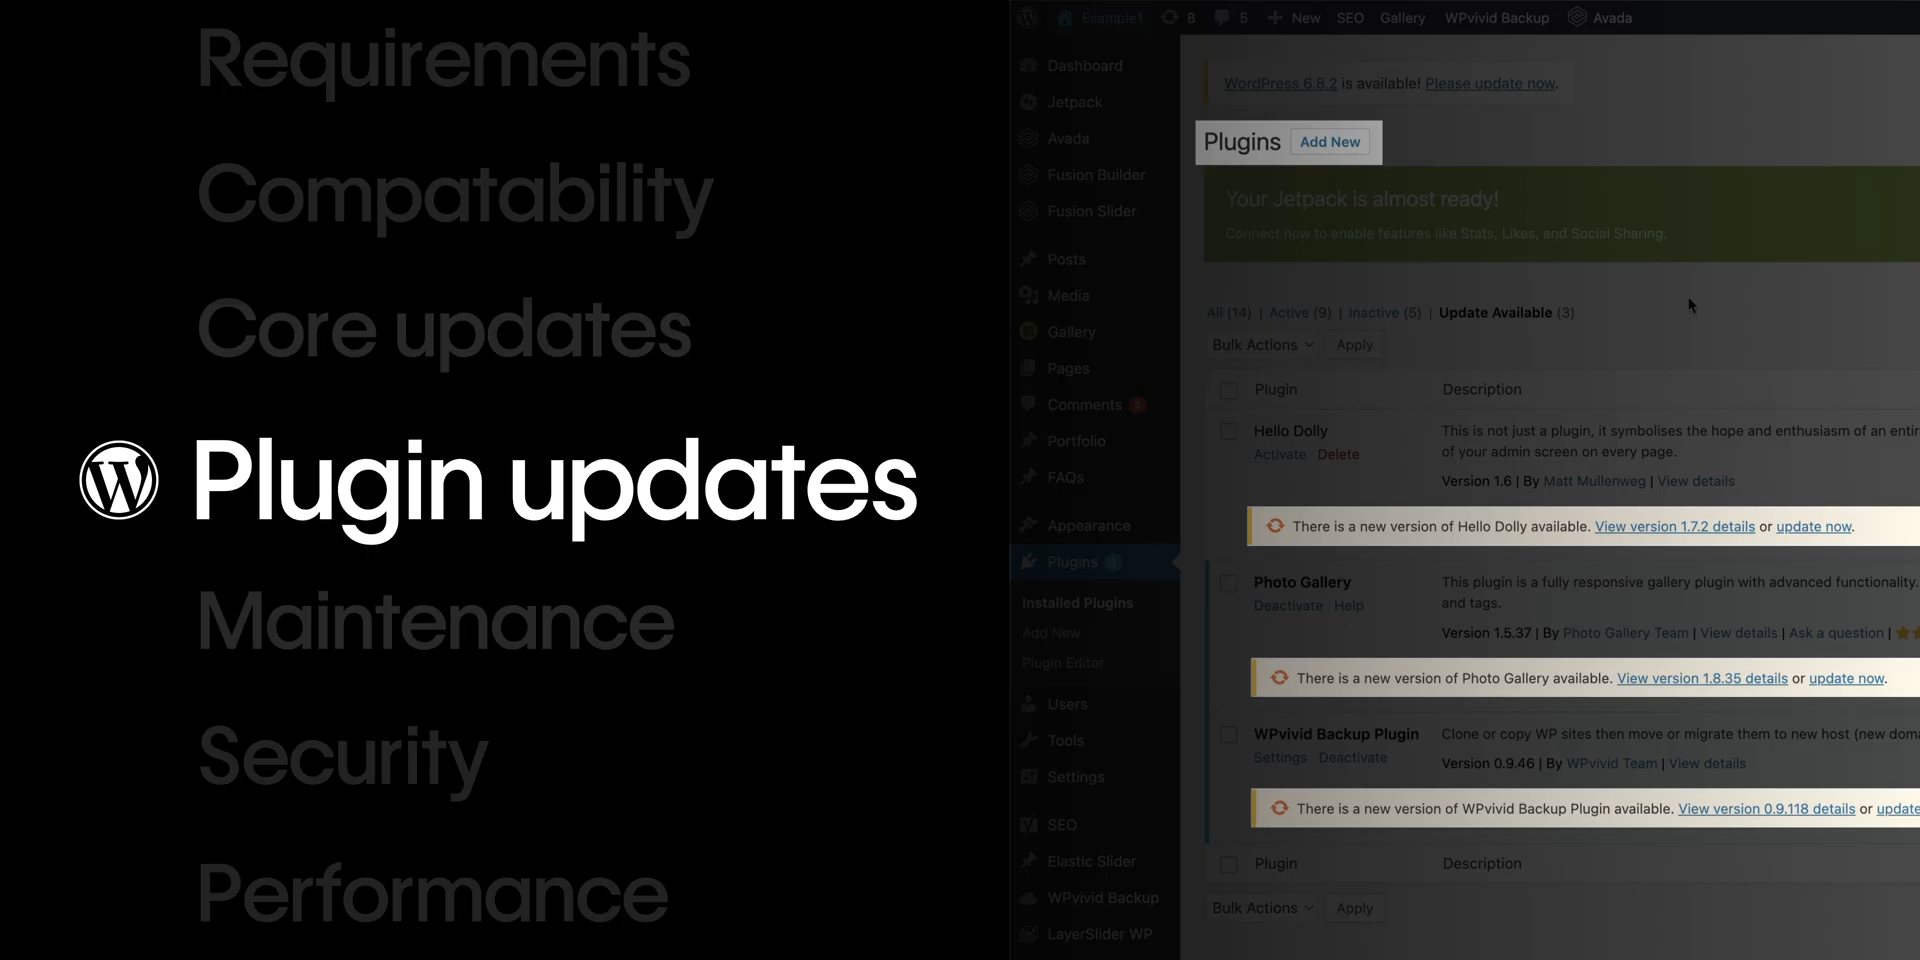 Requirements
Compatability
Core updates
Plugin updates
Maintenance
Security
Performance
Example1 8 5 New SEO Gallery WPvivid Backup Avada
Dashboard
Jetpack
Avada
Fusion Builder
Fusion Slider
Posts
Media
Gallery
Pages
Comments 5
Portfolio
FAQs
Appearance
Plugins 3
Installed Plugins
Add New
Plugin Editor
Users
Tools
Settings
SEO
Elastic Slider
WPvivid Backup
LayerSlider WP
WordPress 6.8.2 is available! Please update now.
Plugins Add New
Your Jetpack is almost ready!
Connect now to enable features like Stats, Likes, and Social Sharing.
All (14) | Active (9) | Inactive (5) | Update Available (3)
Bulk Actions Apply
Plugin Description
Hello Dolly This is not just a plugin, it symbolises the hope and enthusiasm of an entir
Activate Delete of your admin screen on every page.
Version 1.6 | By Matt Mullenweg | View details
There is a new version of Hello Dolly available. View version 1.7.2 details or update now.
Photo Gallery This plugin is a fully responsive gallery plugin with advanced functionality.
Deactivate Help and tags.
Version 1.5.37 | By Photo Gallery Team | View details | Ask a question |
There is a new version of Photo Gallery available. View version 1.8.35 details or update now.
WPvivid Backup Plugin Clone or copy WP sites then move or migrate them to new host (new doma
Settings Deactivate
Version 0.9.46 | By WPvivid Team | View details
There is a new version of WPvivid Backup Plugin available. View version 0.9.118 details or update
Plugin Description
Bulk Actions Apply